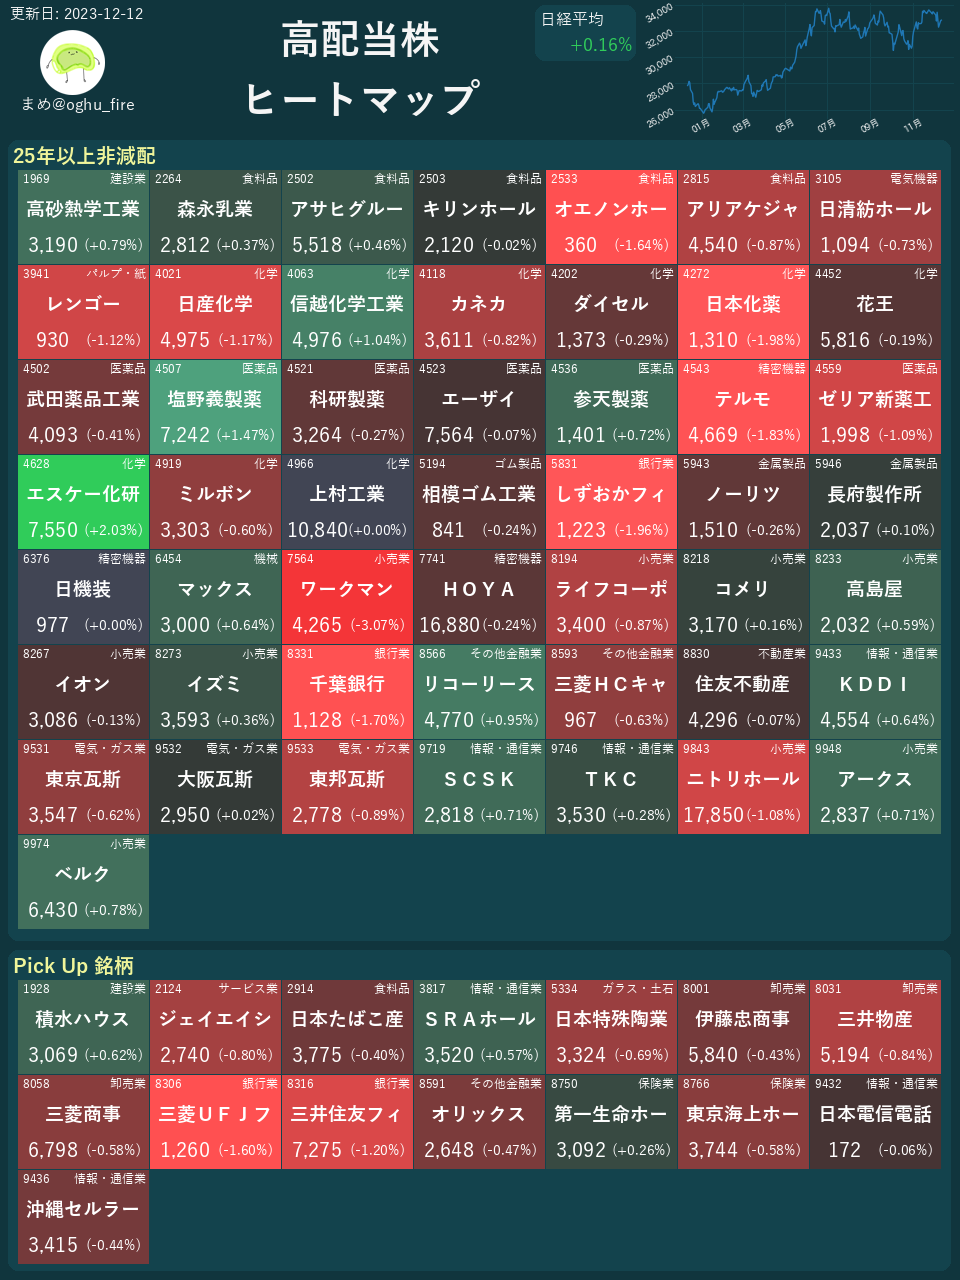 更新日: 2023-12-12
まめ@oghu_fire
高配当株
ヒートマップ
日経平均
+0.16%
34,000
32,000
30,000
28,000
26,000
01月 03月 05月 07月 09月 11月
25年以上非減配
1969 建設業 2264 食料品 2502 食料品 2503 食料品 2533 食料品 2815 食料品 3105 電気機器
高砂熱学工業 森永乳業 アサヒグルー キリンホール オエノンホー アリアケジャ 日清紡ホール
3,190 (+0.79%) 2,812 (+0.37%) 5,518 (+0.46%) 2,120 (-0.02%) 360 (-1.64%) 4,540 (-0.87%) 1,094 (-0.73%)
3941 パルプ・紙 4021 化学 4063 化学 4118 化学 4202 化学 4272 化学 4452 化学
レンゴー 日産化学 信越化学工業 カネカ ダイセル 日本化薬 花王
930 (-1.12%) 4,975 (-1.17%) 4,976 (+1.04%) 3,611 (-0.82%) 1,373 (-0.29%) 1,310 (-1.98%) 5,816 (-0.19%)
4502 医薬品 4507 医薬品 4521 医薬品 4523 医薬品 4536 医薬品 4543 精密機器 4559 医薬品
武田薬品工業 塩野義製薬 科研製薬 エーザイ 参天製薬 テルモ ゼリア新薬工
4,093 (-0.41%) 7,242 (+1.47%) 3,264 (-0.27%) 7,564 (-0.07%) 1,401 (+0.72%) 4,669 (-1.83%) 1,998 (-1.09%)
4628 化学 4919 化学 4966 化学 5194 ゴム製品 5831 銀行業 5943 金属製品 5946 金属製品
エスケー化研 ミルボン 上村工業 相模ゴム工業 しずおかフィ ノーリツ 長府製作所
7,550 (+2.03%) 3,303 (-0.60%) 10,840 (+0.00%) 841 (-0.24%) 1,223 (-1.96%) 1,510 (-0.26%) 2,037 (+0.10%)
6376 精密機器 6454 機械 7564 小売業 7741 精密機器 8194 小売業 8218 小売業 8233 小売業
日機装 マックス ワークマン ＨＯＹＡ ライフコーポ コメリ 高島屋
977 (+0.00%) 3,000 (+0.64%) 4,265 (-3.07%) 16,880 (-0.24%) 3,400 (-0.87%) 3,170 (+0.16%) 2,032 (+0.59%)
8267 小売業 8273 小売業 8331 銀行業 8566 その他金融業 8593 その他金融業 8830 不動産業 9433 情報・通信業
イオン イズミ 千葉銀行 リコーリース 三菱ＨＣキャ 住友不動産 ＫＤＤＩ
3,086 (-0.13%) 3,593 (+0.36%) 1,128 (-1.70%) 4,770 (+0.95%) 967 (-0.63%) 4,296 (-0.07%) 4,554 (+0.64%)
9531 電気・ガス業 9532 電気・ガス業 9533 電気・ガス業 9719 情報・通信業 9746 情報・通信業 9843 小売業 9948 小売業
東京瓦斯 大阪瓦斯 東邦瓦斯 ＳＣＳＫ ＴＫＣ ニトリホール アークス
3,547 (-0.62%) 2,950 (+0.02%) 2,778 (-0.89%) 2,818 (+0.71%) 3,530 (+0.28%) 17,850 (-1.08%) 2,837 (+0.71%)
9974 小売業
ベルク
6,430 (+0.78%)
Pick Up 銘柄
1928 建設業 2124 サービス業 2914 食料品 3817 情報・通信業 5334 ガラス・土石 8001 卸売業 8031 卸売業
積水ハウス ジェイエイシ 日本たばこ産 ＳＲＡホール 日本特殊陶業 伊藤忠商事 三井物産
3,069 (+0.62%) 2,740 (-0.80%) 3,775 (-0.40%) 3,520 (+0.57%) 3,324 (-0.69%) 5,840 (-0.43%) 5,194 (-0.84%)
8058 卸売業 8306 銀行業 8316 銀行業 8591 その他金融業 8750 保険業 8766 保険業 9432 情報・通信業
三菱商事 三菱ＵＦＪフ 三井住友フィ オリックス 第一生命ホー 東京海上ホー 日本電信電話
6,798 (-0.58%) 1,260 (-1.60%) 7,275 (-1.20%) 2,648 (-0.47%) 3,092 (+0.26%) 3,744 (-0.58%) 172 (-0.06%)
9436 情報・通信業
沖縄セルラー
3,415 (-0.44%)